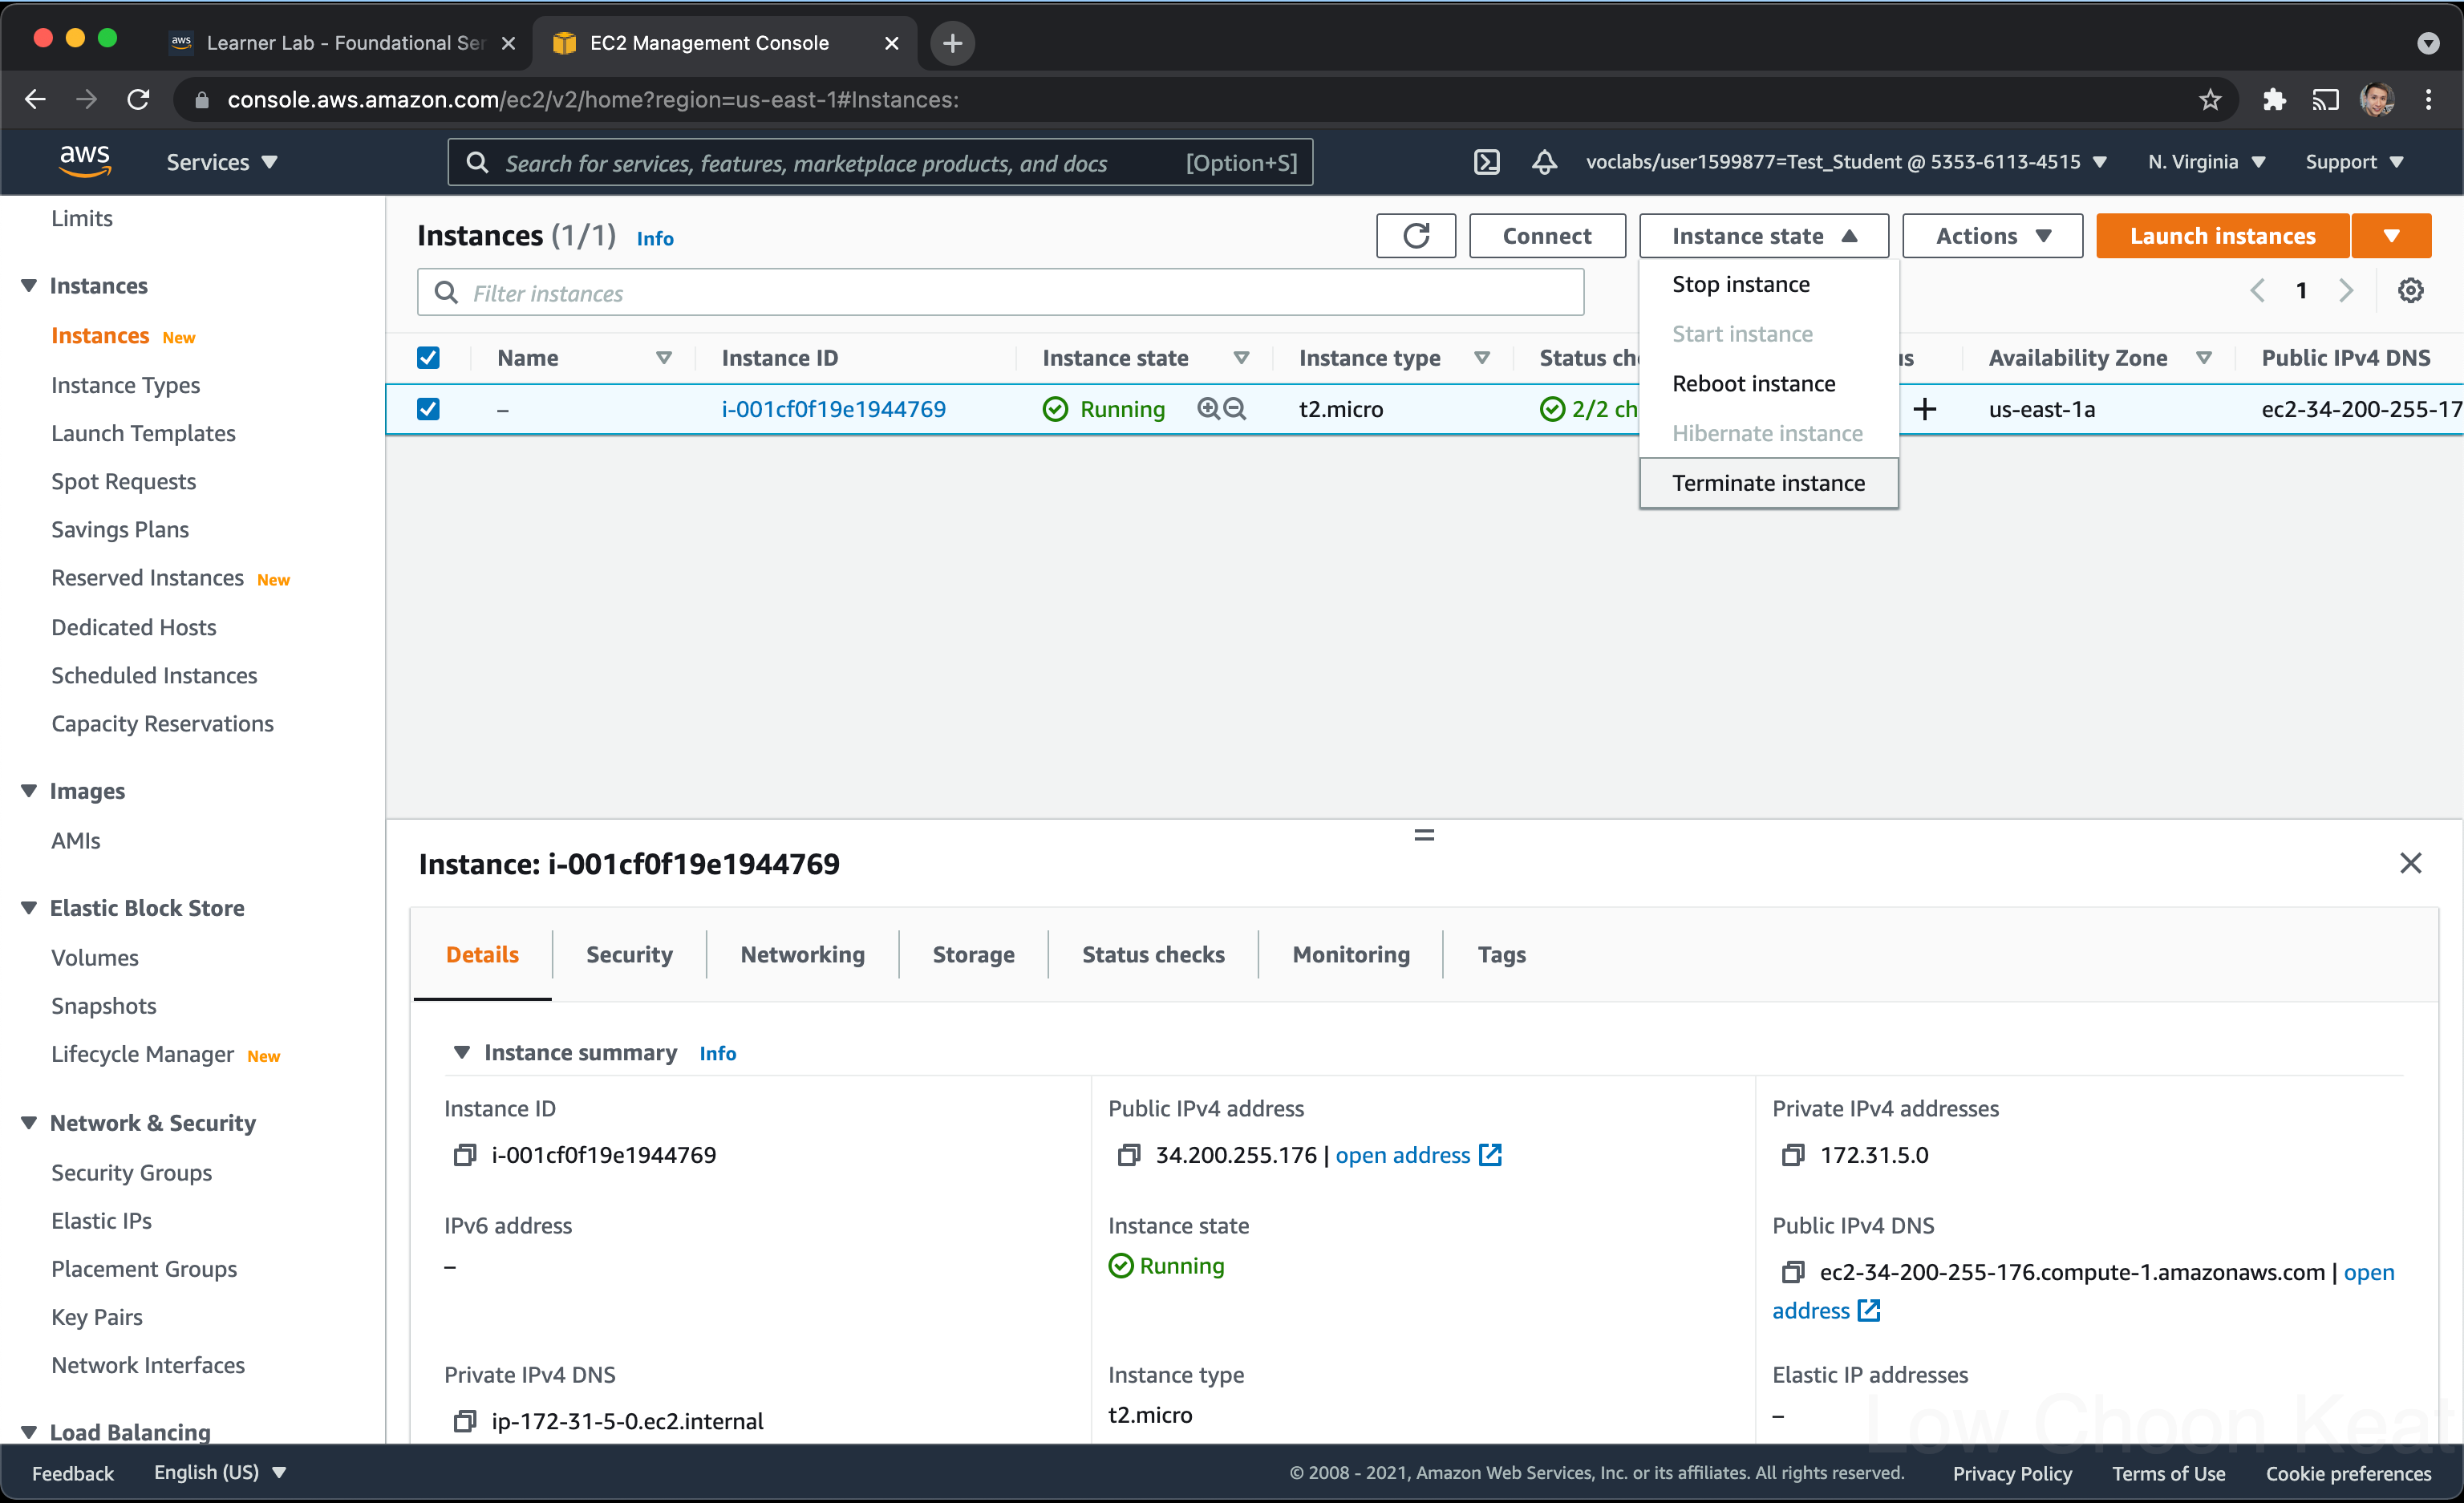 aws Learner Lab - Foundational Ser
EC2 Management Console
console.aws.amazon.com/ec2/v2/home?region=us-east-1#Instances:
aws
Services
Search for services, features, marketplace products, and docs [Option+S]
voclabs/user1599877=Test_Student @ 5353-6113-4515
N. Virginia
Support
Limits
Instances
Instances New
Instance Types
Launch Templates
Spot Requests
Savings Plans
Reserved Instances New
Dedicated Hosts
Scheduled Instances
Capacity Reservations
Images
AMIs
Elastic Block Store
Volumes
Snapshots
Lifecycle Manager New
Network & Security
Security Groups
Elastic IPs
Placement Groups
Key Pairs
Network Interfaces
Load Balancing
Instances (1/1) Info
Connect
Instance state
Actions
Launch instances
Filter instances
1
Stop instance
Start instance
Reboot instance
Hibernate instance
Terminate instance
Name Instance ID Instance state Instance type Status che s Availability Zone Public IPv4 DNS
– i-001cf0f19e1944769 Running t2.micro 2/2 ch + us-east-1a ec2-34-200-255-17
Instance: i-001cf0f19e1944769
Details Security Networking Storage Status checks Monitoring Tags
Instance summary Info
Instance ID
i-001cf0f19e1944769
Public IPv4 address
34.200.255.176 | open address
Private IPv4 addresses
172.31.5.0
IPv6 address
–
Instance state
Running
Public IPv4 DNS
ec2-34-200-255-176.compute-1.amazonaws.com | open
address
Private IPv4 DNS
ip-172-31-5-0.ec2.internal
Instance type
t2.micro
Elastic IP addresses
–
Low Choon Keat
Feedback English (US) © 2008 - 2021, Amazon Web Services, Inc. or its affiliates. All rights reserved. Privacy Policy Terms of Use Cookie preferences